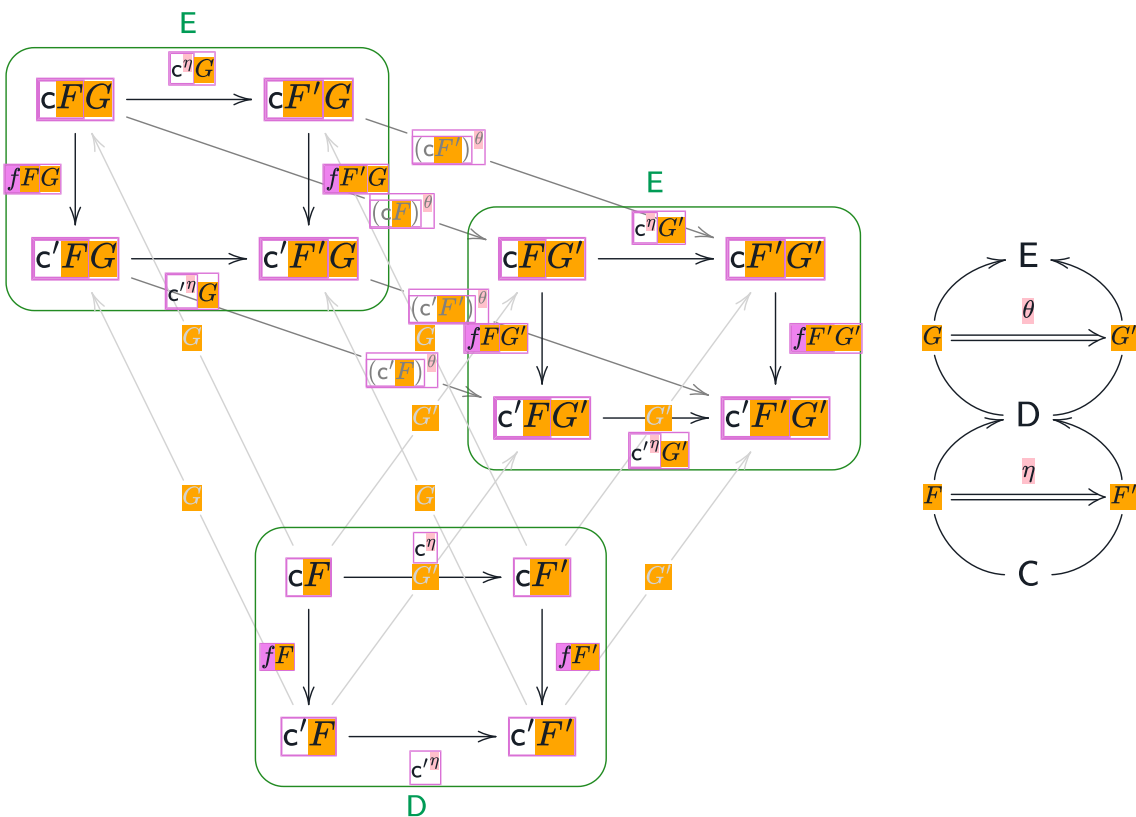 E
cηG
cFG cF′G
(cF′)θ
fFG fF′G
E
(cF)θ
cηG′
c′FG c′F′G cFG′ cF′G′
E
c′ηG
(c′F′)θ
θ
G G fFG′ fF′G′ G G′
(c′F)θ
c′FG′ G′ G′ c′F′G′ D
c′ηG′
η
G G F F′
cη
cF G′ cF′ G′ C
fF fF′
c′F c′F′
c′η
D